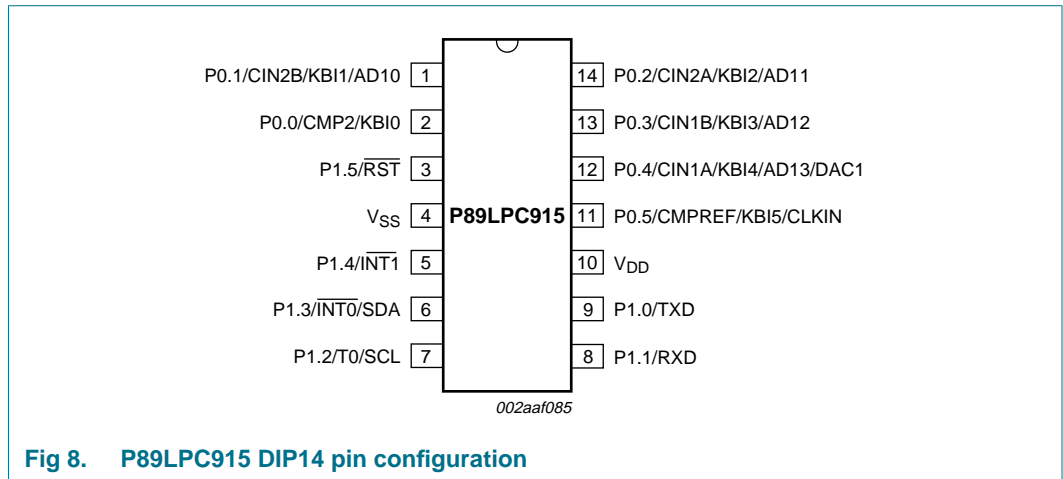 P0.1/CIN2B/KBI1/AD10 1
14 P0.2/CIN2A/KBI2/AD11
P0.0/CMP2/KBI0 2
13 P0.3/CIN1B/KBI3/AD12
P1.5/R̅S̅T̅ 3
12 P0.4/CIN1A/KBI4/AD13/DAC1
VSS 4
P89LPC915
11 P0.5/CMPREF/KBI5/CLKIN
P1.4/I̅N̅T̅1̅ 5
10 VDD
P1.3/I̅N̅T̅0̅/SDA 6
9 P1.0/TXD
P1.2/T0/SCL 7
8 P1.1/RXD
002aaf085
Fig 8. P89LPC915 DIP14 pin configuration